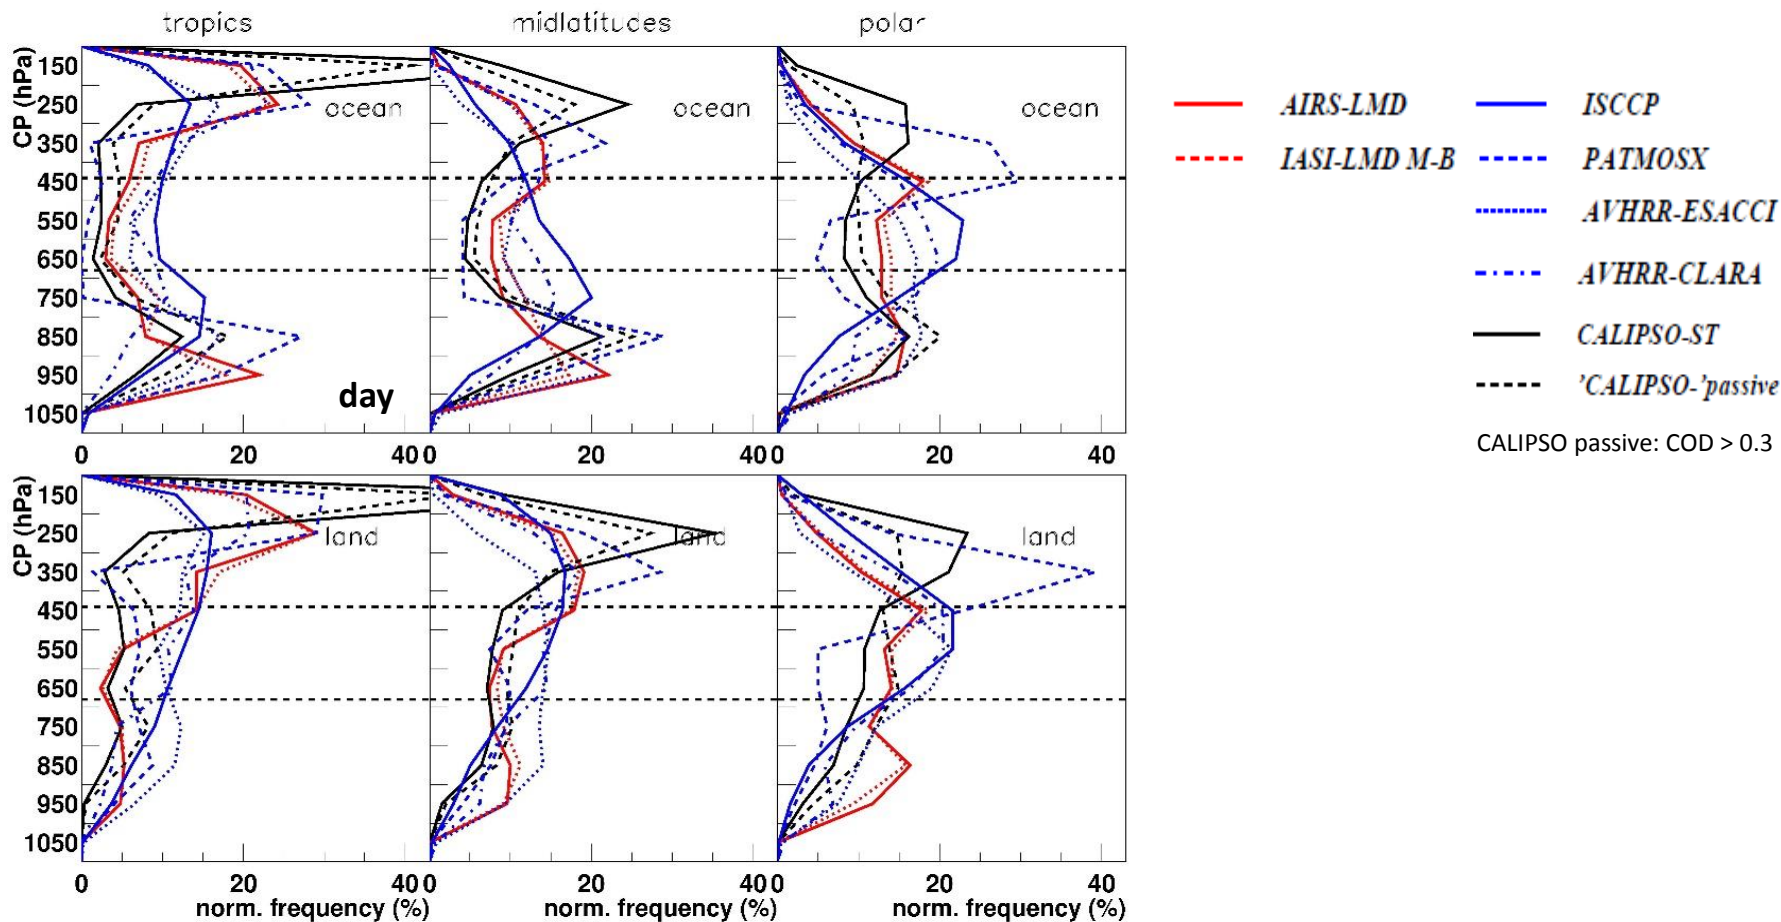 tropics midlatitudes polar
CP (hPa)
150
250
350
450
550
650
750
850
950
1050
ocean
ocean
ocean
day
0 20 40 0 20 40 0 20 40
CP (hPa)
150
250
350
450
550
650
750
850
950
1050
land
land
land
0 20 40 0 20 40 0 20 40
norm. frequency (%) norm. frequency (%) norm. frequency (%)
AIRS-LMD
IASI-LMD M-B
ISCCP
PATMOSX
AVHRR-ESACCI
AVHRR-CLARA
CALIPSO-ST
'CALIPSO-'passive
CALIPSO passive: COD > 0.3